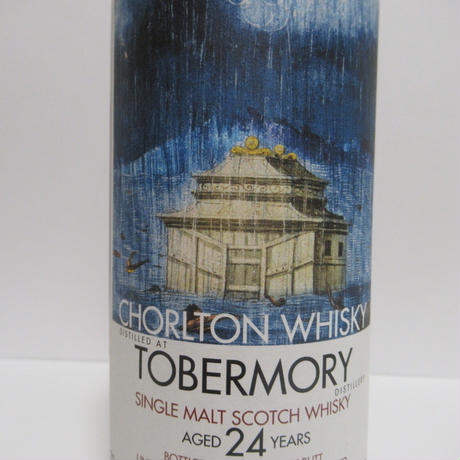 CHORLTON WHISKY
DISTILLED AT
TOBERMORY
DISTILLERY
SINGLE MALT SCOTCH WHISKY
AGED 24 YEARS